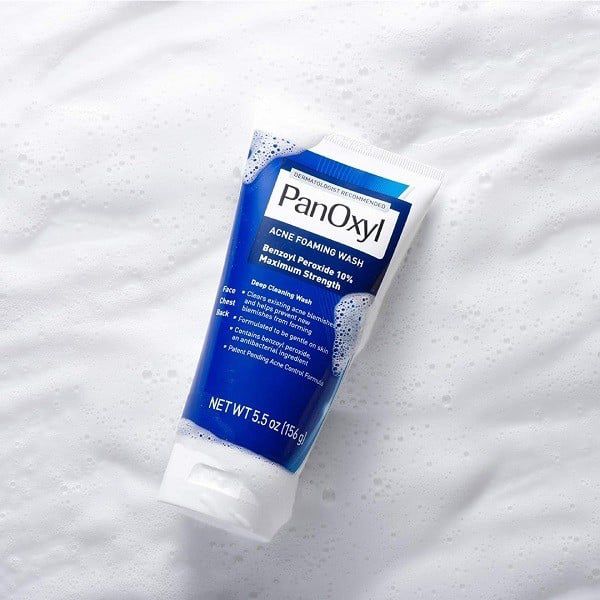 DERMATOLOGIST RECOMMENDED
PanOxyl
ACNE FOAMING WASH
Benzoyl Peroxide 10%
Maximum Strength
Deep Cleaning Wash
Face
Chest
Back
• Clears existing acne blemishes
and helps prevent new
blemishes from forming
• Formulated to be gentle on skin
• Contains benzoyl peroxide,
an antibacterial ingredient
• Patent Pending Acne Control Formula
NET WT 5.5 oz (156 g)